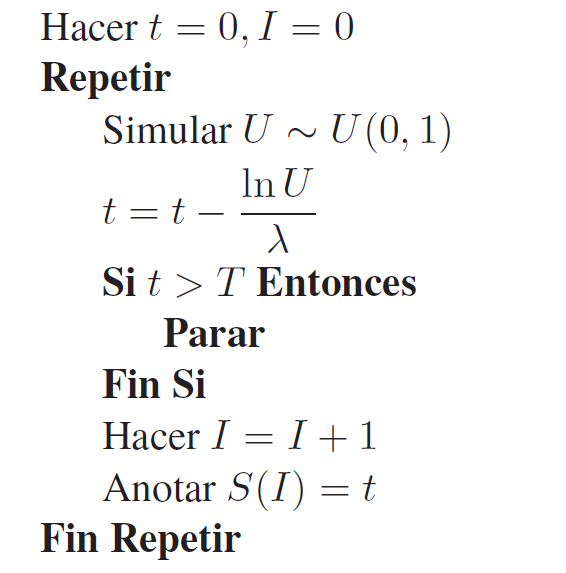 Hacer t = 0, I = 0
Repetir
Simular U ∼ U(0, 1)
t = t − ln U / λ
Si t > T Entonces
Parar
Fin Si
Hacer I = I + 1
Anotar S(I) = t
Fin Repetir